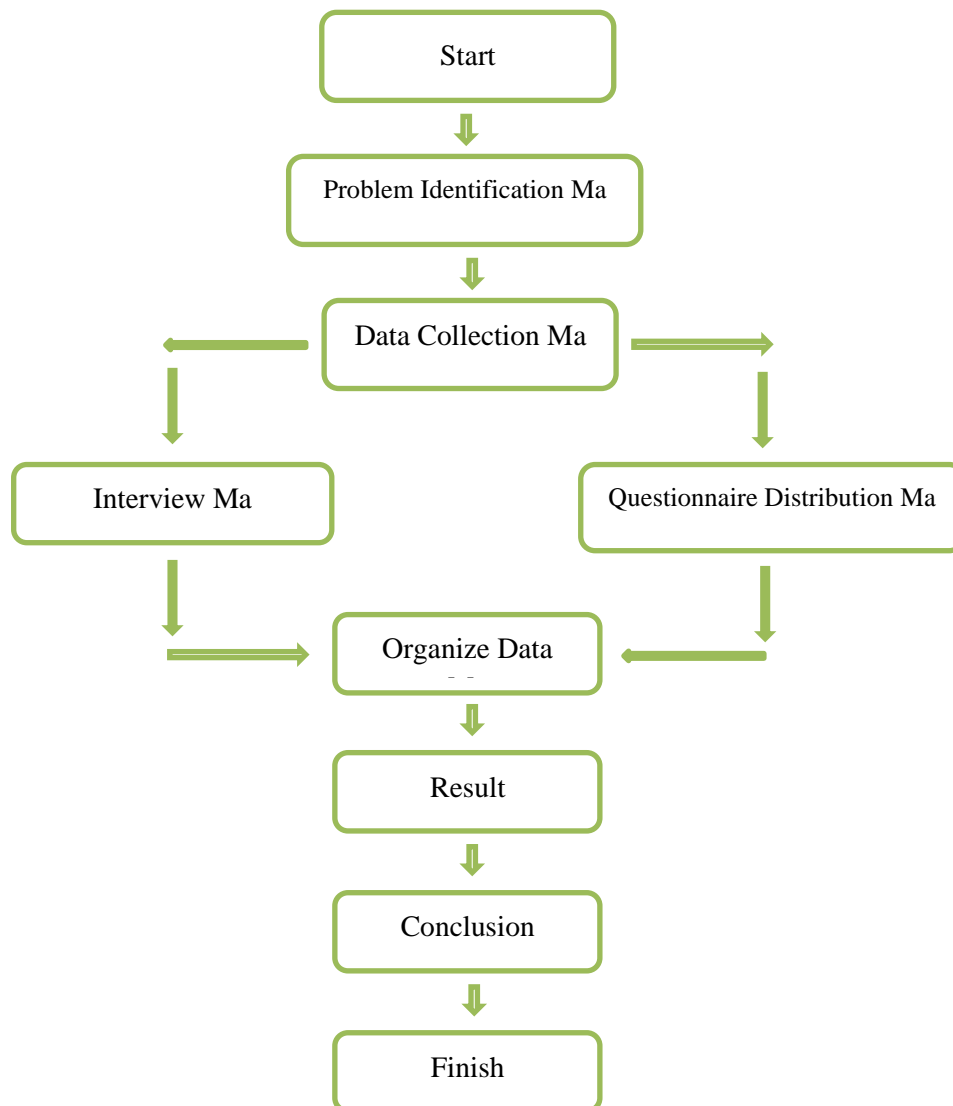 Start
Problem Identification Ma
Data Collection Ma
Interview Ma
Questionnaire Distribution Ma
Organize Data
Result
Conclusion
Finish